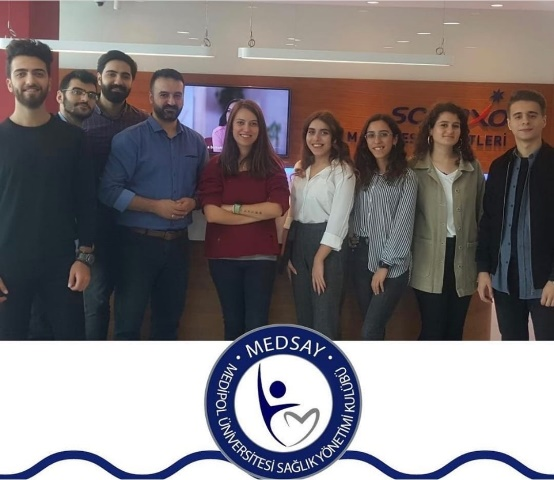 • MEDSAY •
MEDİPOL ÜNİVERSİTESİ SAĞLIK YÖNETİMİ KULÜBÜ